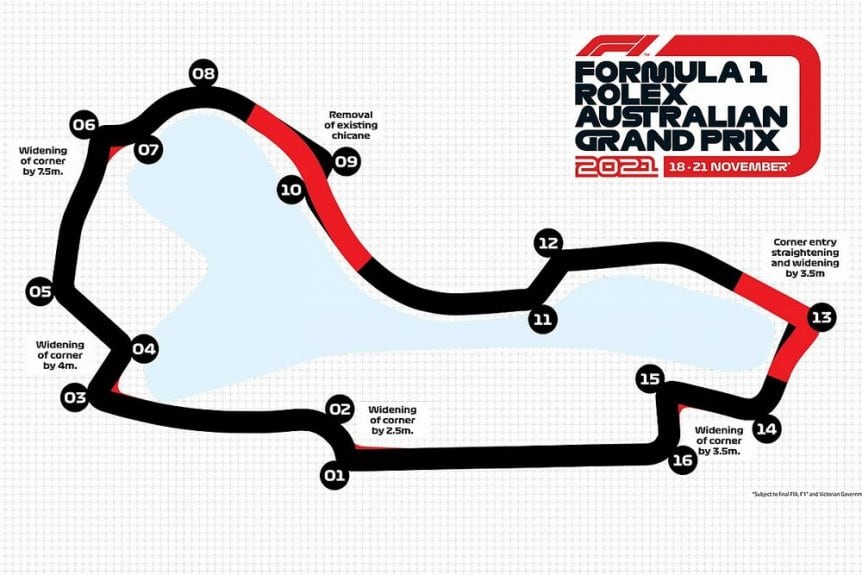 FORMULA 1
ROLEX
AUSTRALIAN
GRAND PRIX
2021 18 - 21 NOVEMBER*
08
06
07
Widening
of corner
by 7.5m.
Removal
of existing
chicane
09
10
12
Corner entry
straightening
and widening
by 3.5m
05
11
13
04
Widening
of corner
by 4m.
03
15
02
Widening
of corner
by 2.5m.
14
Widening
of corner
by 3.5m.
01
16
*Subject to final FIA, F1* and Victorian Governm